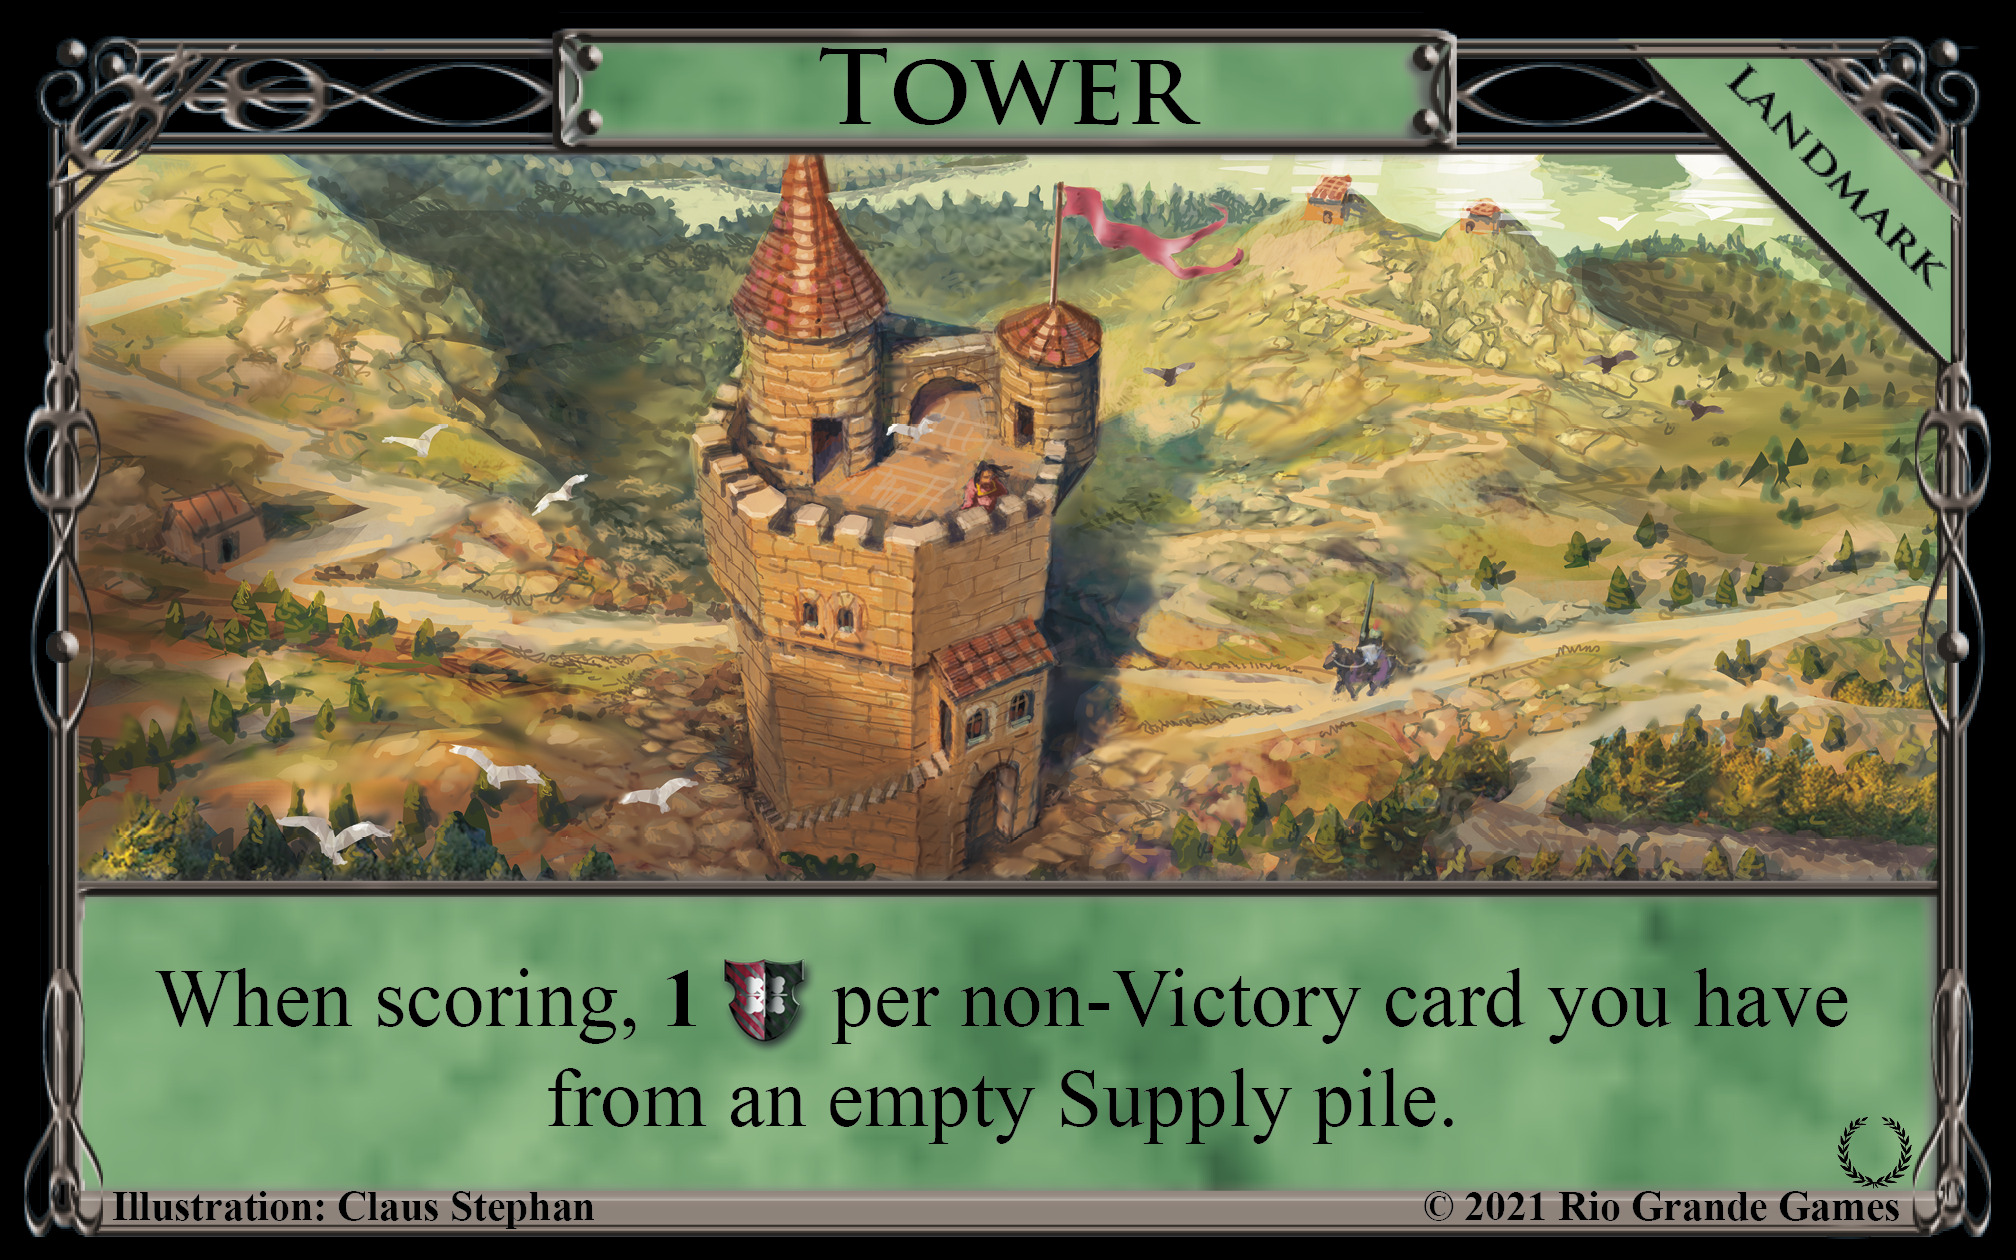 TOWER
LANDMARK
When scoring, 1 per non-Victory card you have
from an empty Supply pile.
Illustration: Claus Stephan
© 2021 Rio Grande Games